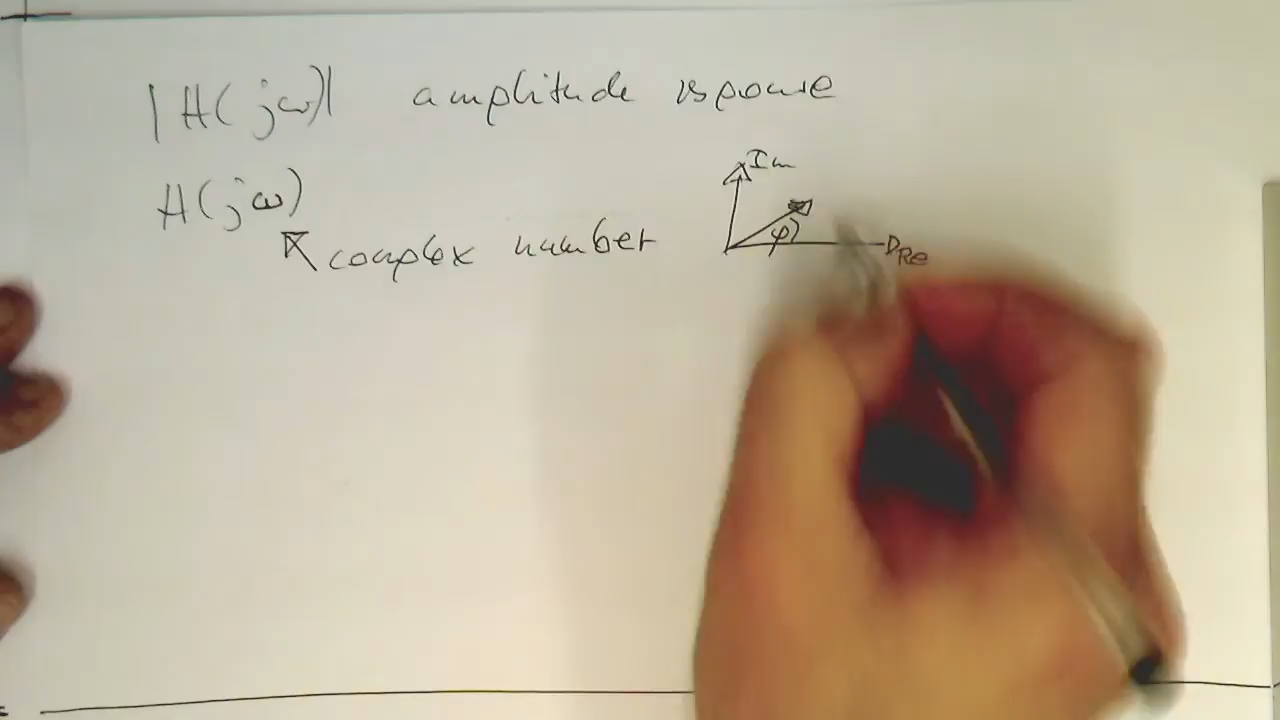 |H(jω)| amplitude response
H(jω)
complex number
Im
φ
Re